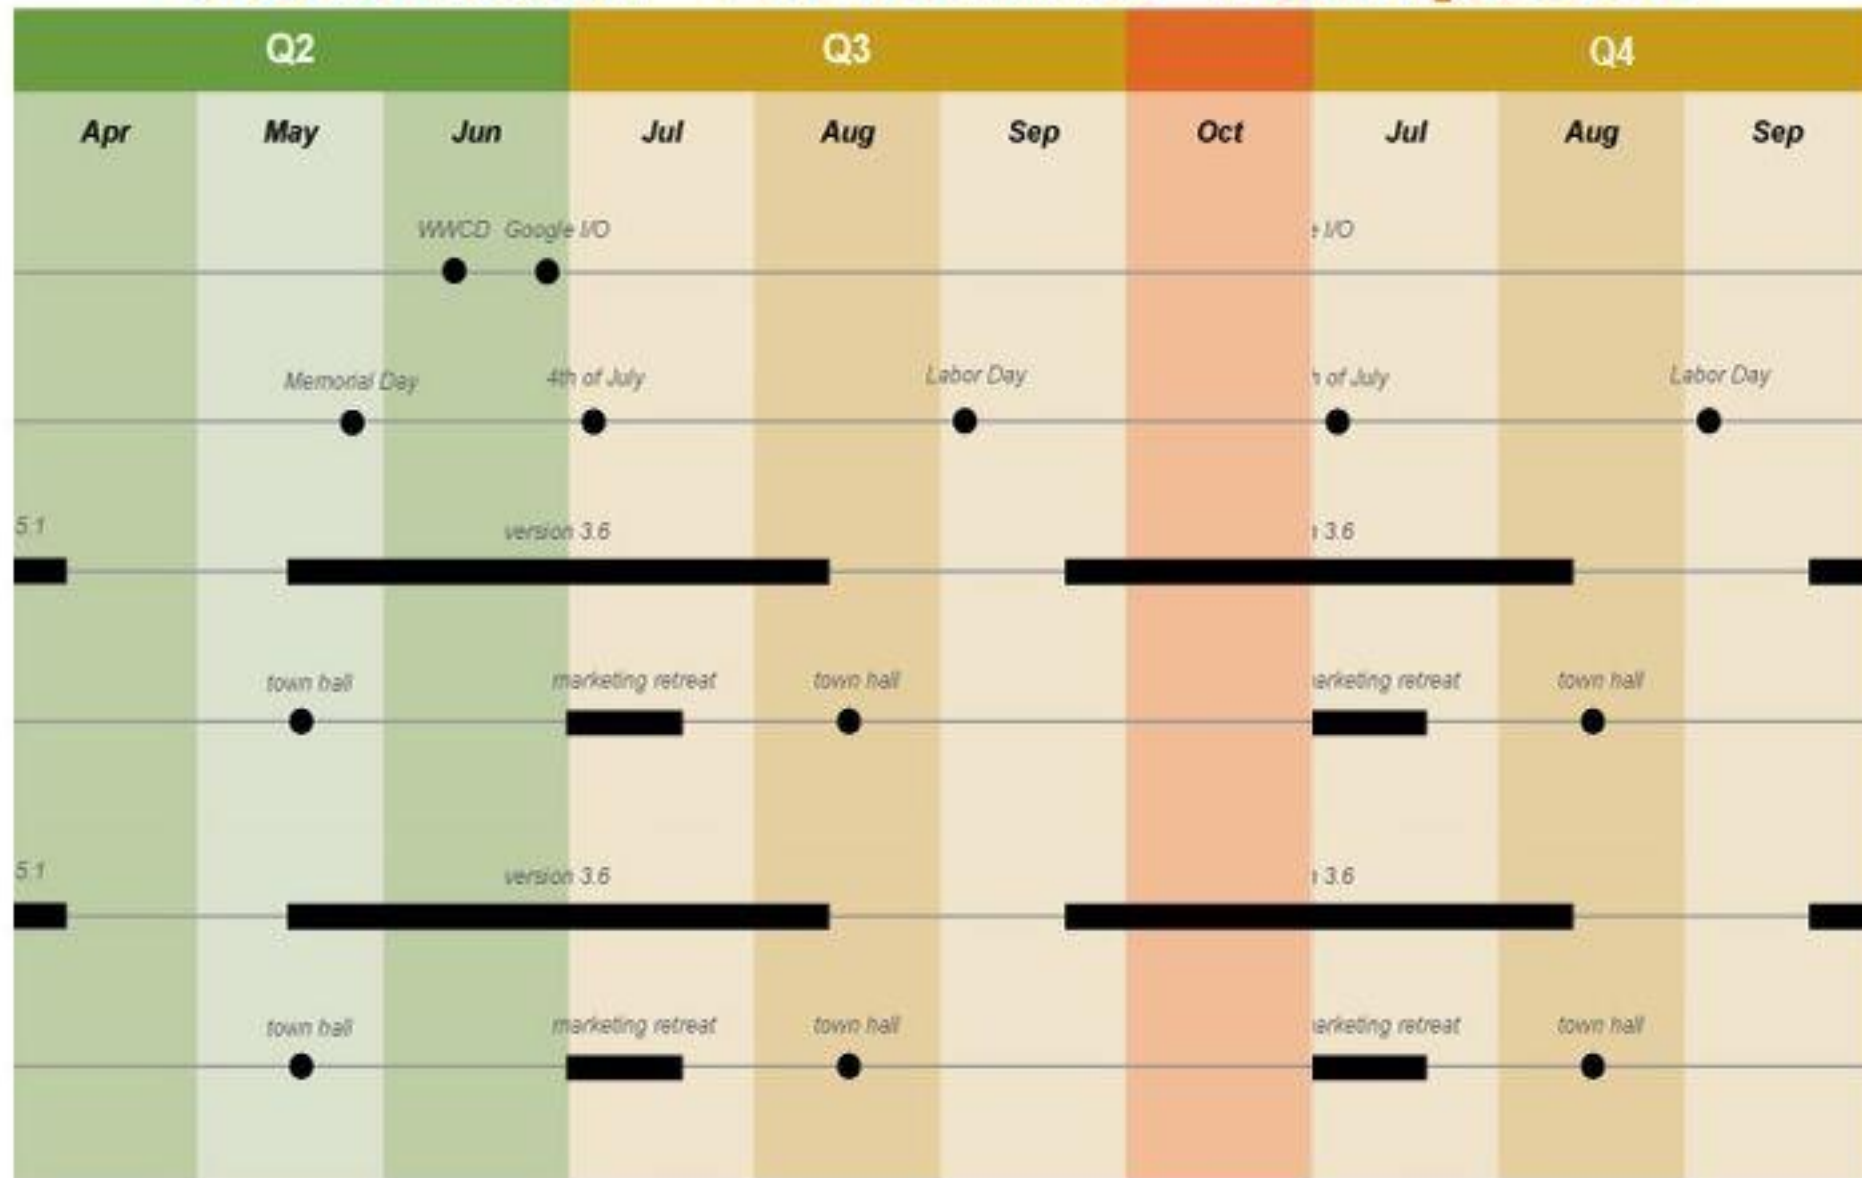 Q2 Q3 Q4
Apr May Jun Jul Aug Sep Oct Jul Aug Sep
WWCD Google I/O I/O
Memorial Day 4th of July Labor Day of July Labor Day
5.1 version 3.6 3.6
town hall marketing retreat town hall arketing retreat town hall
5.1 version 3.6 3.6
town hall marketing retreat town hall arketing retreat town hall